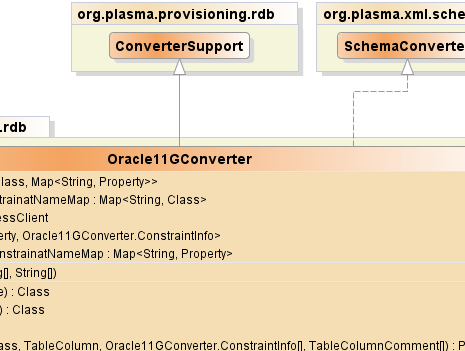 org.plasma.provisioning.rdb
org.plasma.xml.sche
ConverterSupport
SchemaConverte
.rdb
Oracle11GConverter
lass, Map<String, Property>>
trainatNameMap : Map<String, Class>
essClient
erty, Oracle11GConverter.ConstraintInfo>
nstrainatNameMap : Map<String, Property>
g[], String[])
e) : Class
) : Class
ass, TableColumn, Oracle11GConverter.ConstraintInfo[], TableColumnComment[]) : P